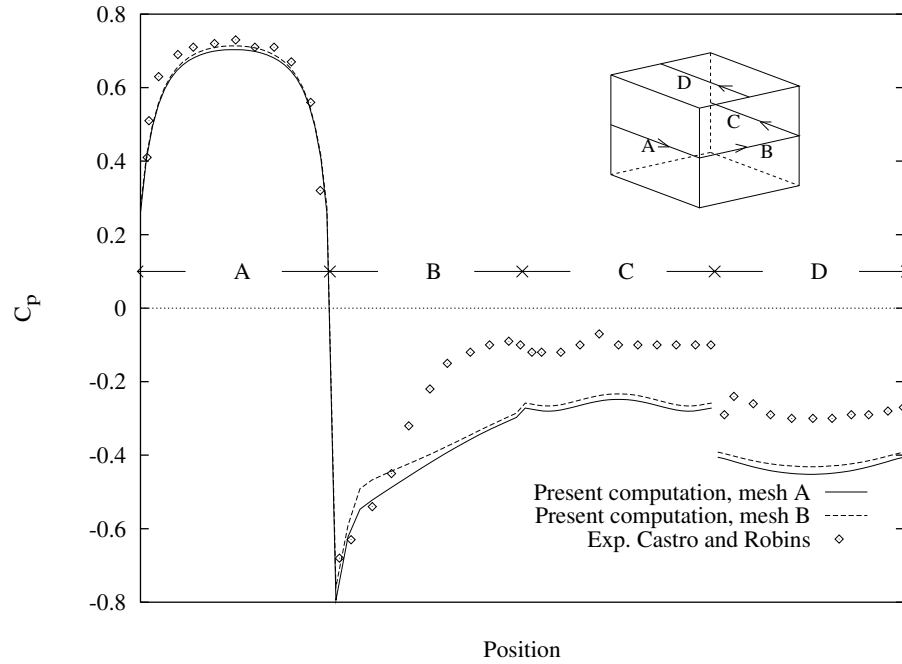 0.8
0.6
0.4
0.2
0
-0.2
-0.4
-0.6
-0.8
Cp
Position
A
B
C
D
D
C
A
B
Present computation, mesh A
Present computation, mesh B
Exp. Castro and Robins